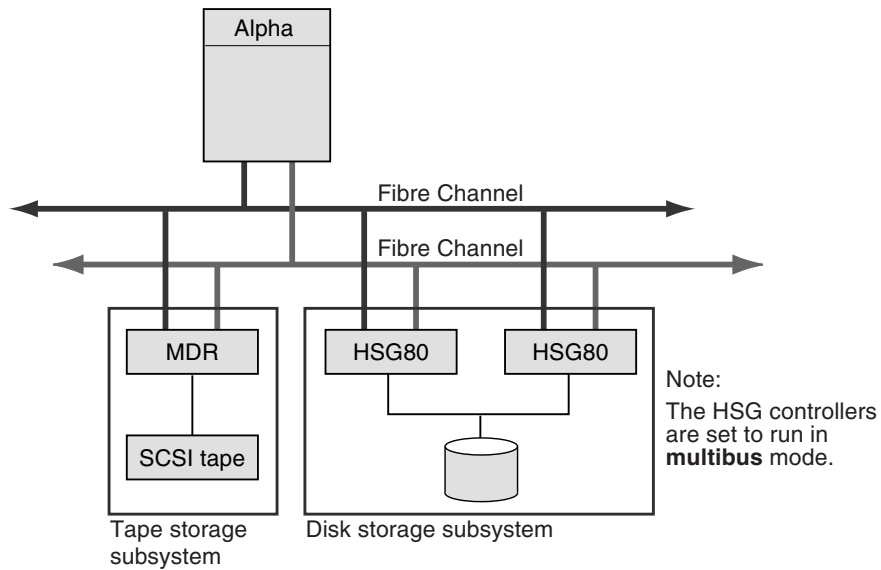 Alpha
Fibre Channel
Fibre Channel
MDR
HSG80
HSG80
SCSI tape
Note:
The HSG controllers
are set to run in
multibus mode.
Tape storage
subsystem
Disk storage subsystem